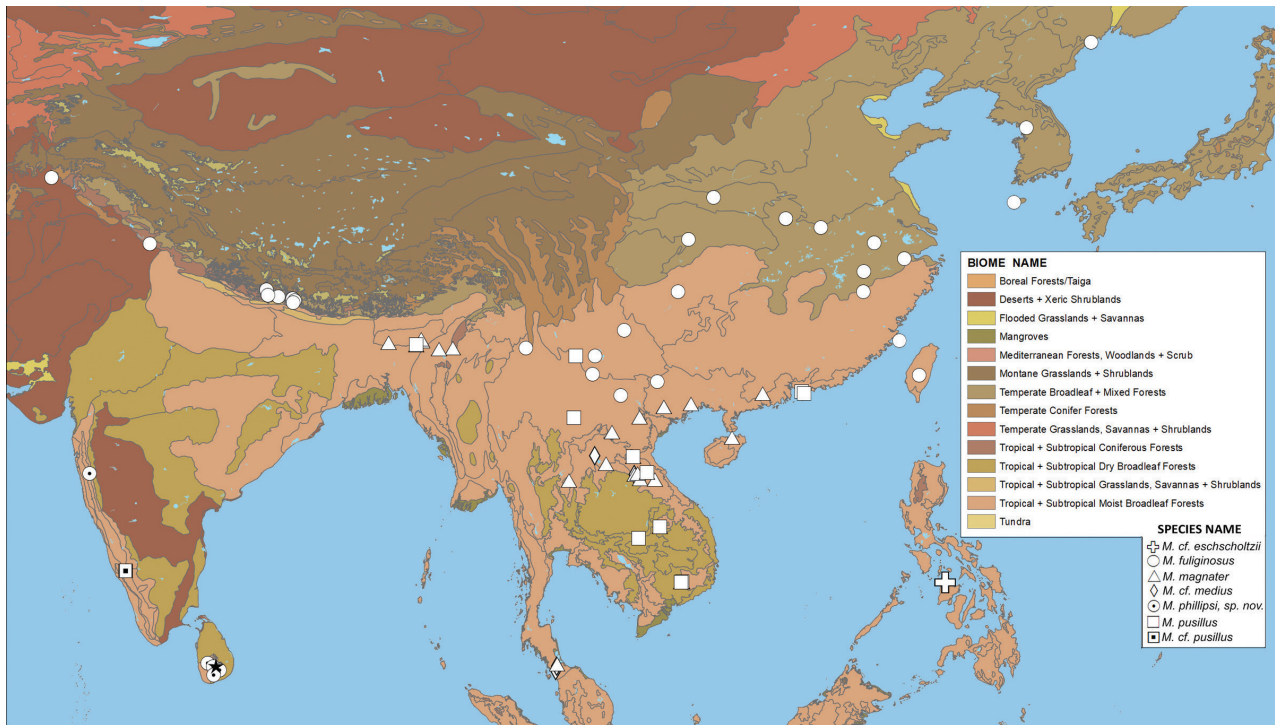 BIOME NAME
Boreal Forests/Taiga
Deserts + Xeric Shrublands
Flooded Grasslands + Savannas
Mangroves
Mediterranean Forests, Woodlands + Scrub
Montane Grasslands + Shrublands
Temperate Broadleaf + Mixed Forests
Temperate Conifer Forests
Temperate Grasslands, Savannas + Shrublands
Tropical + Subtropical Coniferous Forests
Tropical + Subtropical Dry Broadleaf Forests
Tropical + Subtropical Grasslands, Savannas + Shrublands
Tropical + Subtropical Moist Broadleaf Forests
Tundra
SPECIES NAME
M. cf. eschscholtzii
M. fuliginosus
M. magnater
M. cf. medius
M. phillipsi, sp. nov.
M. pusillus
M. cf. pusillus